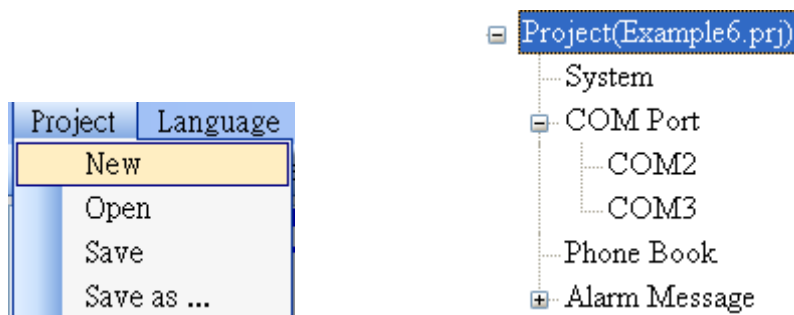 Project Language
New
Open
Save
Save as ...
Project(Example6.prj)
System
COM Port
COM2
COM3
Phone Book
Alarm Message